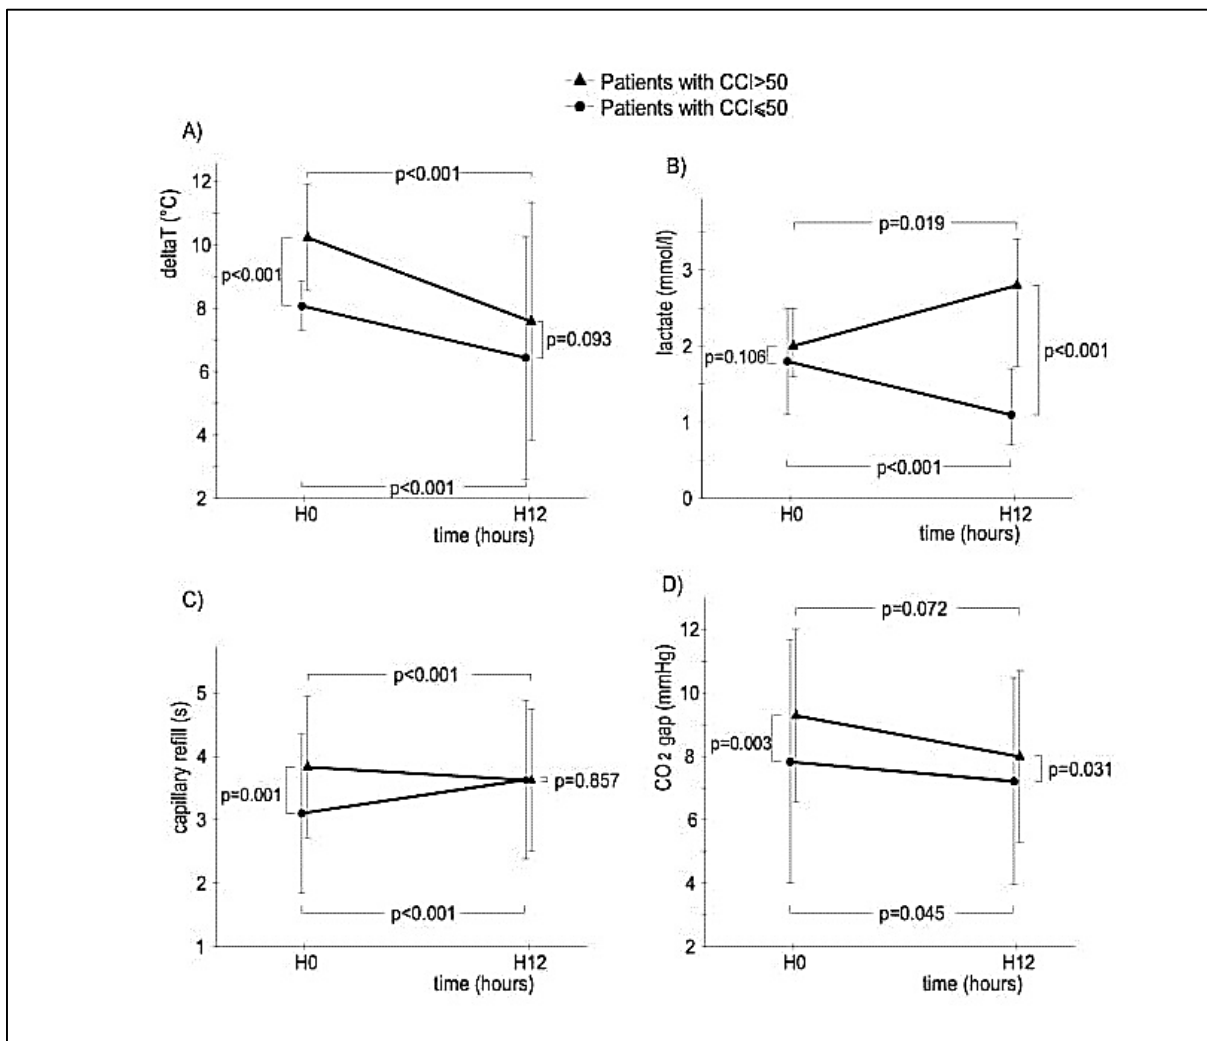 Patients with CCI>50
Patients with CCI⩽50
A)
p<0.001
12
10
8
6
4
2
deltaT (°C)
p<0.001
p=0.093
p<0.001
H0
H12
time (hours)
B)
p=0.019
3
2
1
0
lactate (mmol/l)
p=0.106
p<0.001
p<0.001
H0
H12
time (hours)
C)
p<0.001
5
4
3
2
1
capillary refill (s)
p=0.001
p=0.857
p<0.001
H0
H12
time (hours)
D)
p=0.072
12
10
8
6
4
2
CO2 gap (mmHg)
p=0.003
p=0.031
p=0.045
H0
H12
time (hours)